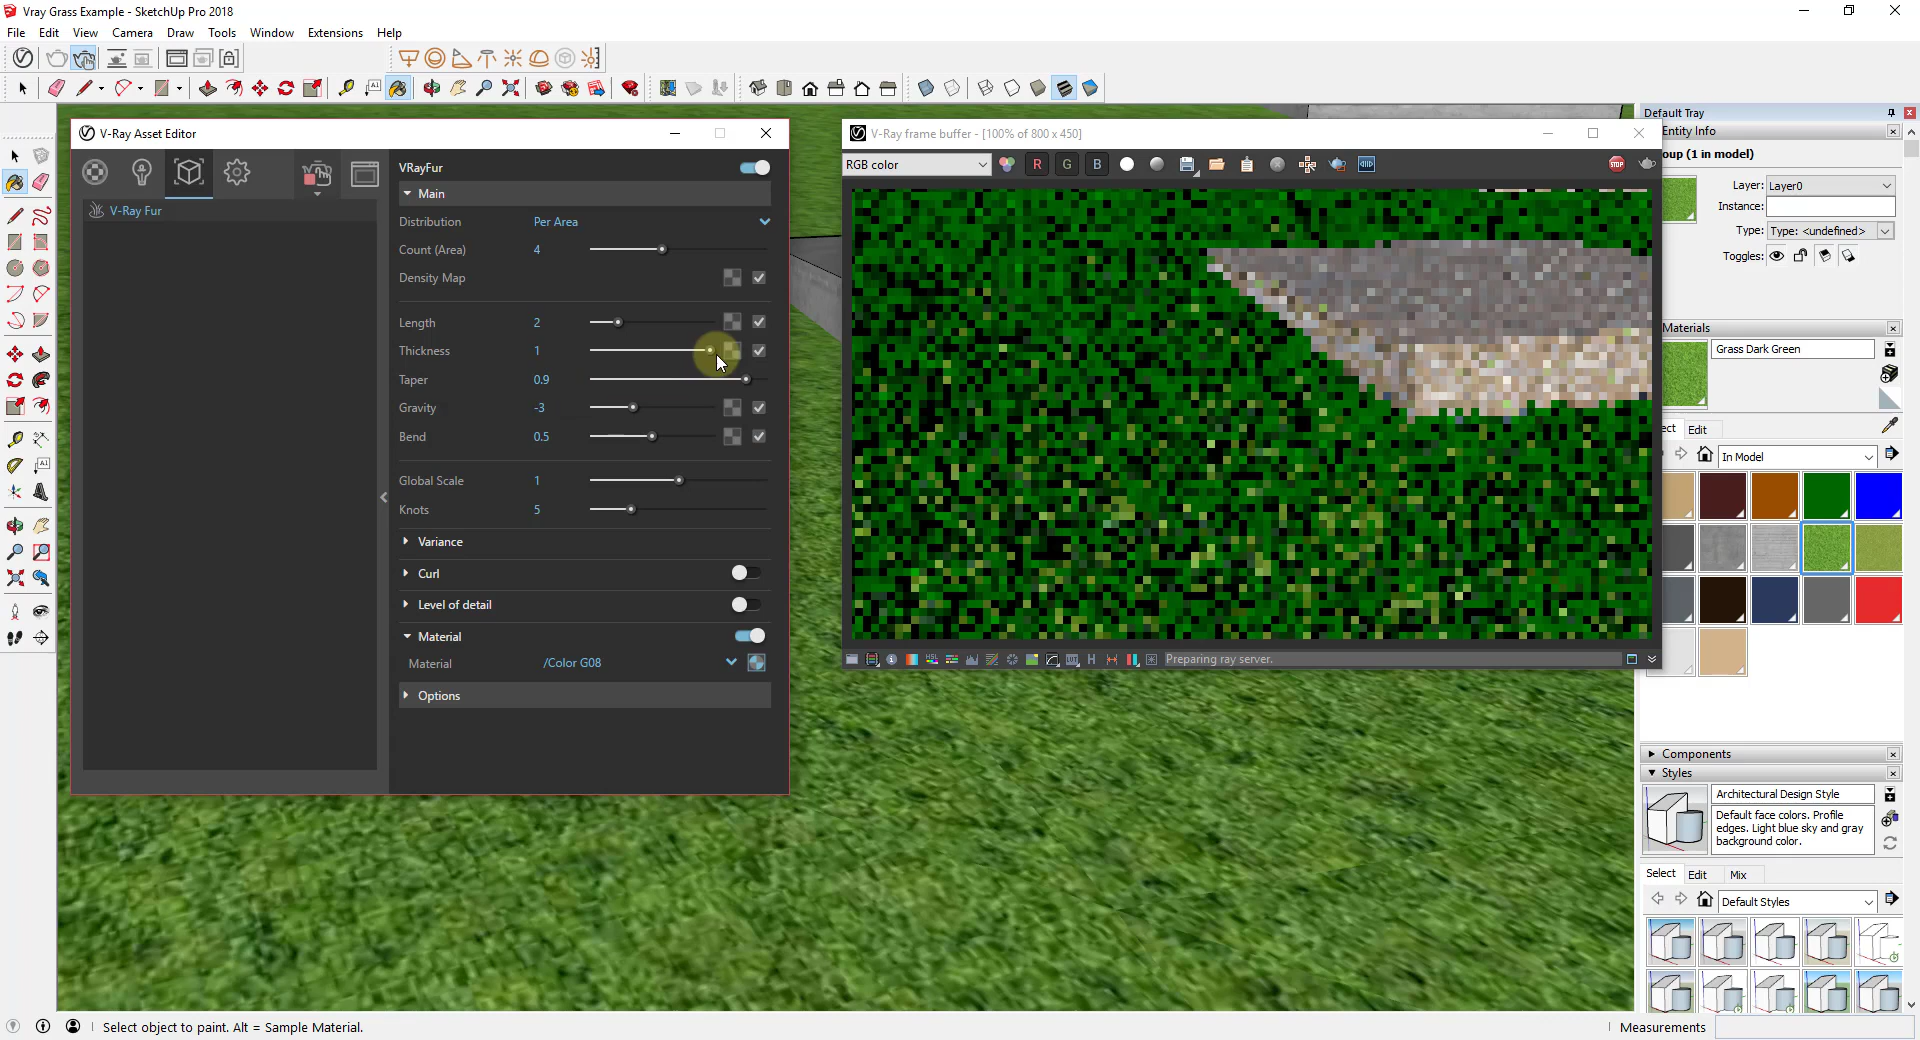 Vray Grass Example - SketchUp Pro 2018
File Edit View Camera Draw Tools Window Extensions Help
V-Ray Asset Editor
V-Ray Fur
VRayFur
Main
Distribution Per Area
Count (Area) 4
Density Map
Length 2
Thickness 1
Taper 0.9
Gravity -3
Bend 0.5
Global Scale 1
Knots 5
Variance
Curl
Level of detail
Material
Material /Color G08
Options
V-Ray frame buffer - [100% of 800 x 450]
RGB color R G B
STOP
HSL
LUT H
Preparing ray server.
Default Tray
Entity Info
oup (1 in model)
Layer: Layer0
Instance:
Type: Type: <undefined>
Toggles:
Materials
Grass Dark Green
ect Edit
In Model
Components
Styles
Architectural Design Style
Default face colors. Profile
edges. Light blue sky and gray
background color.
Select Edit Mix
Default Styles
Select object to paint. Alt = Sample Material.
Measurements